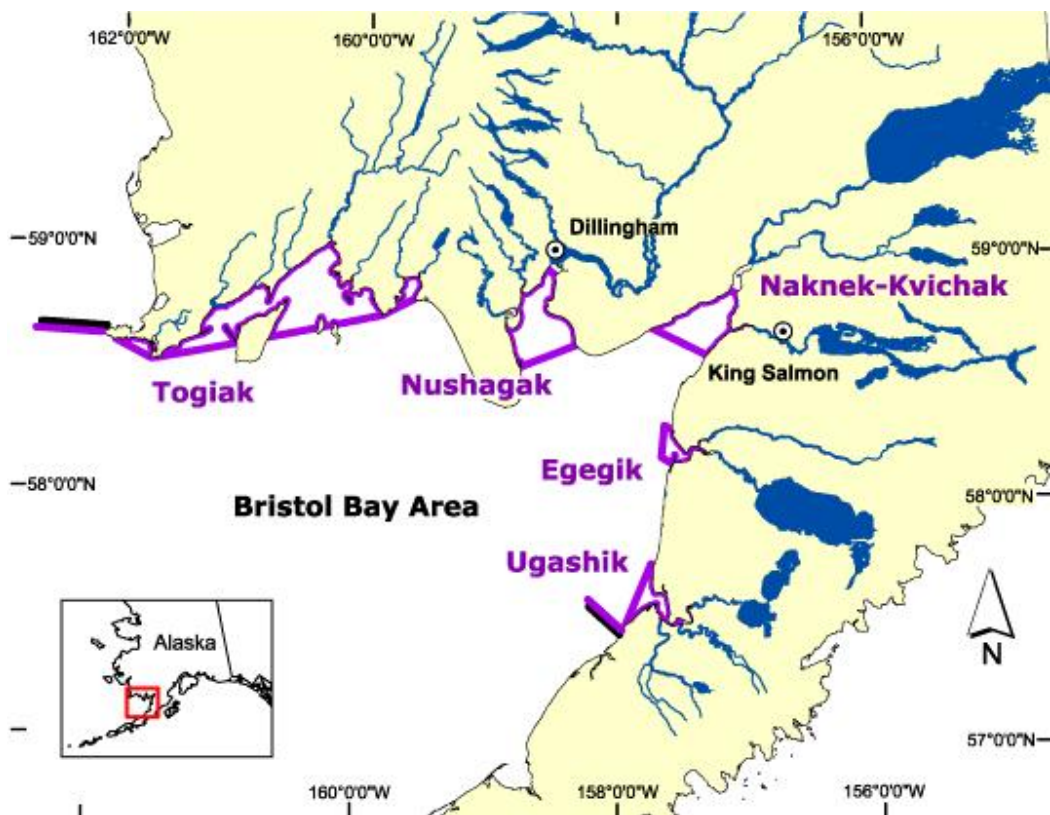 162°0'0"W
160°0'0"W
156°0'0"W
59°0'0"N
Dillingham
59°0'0"N
Naknek-Kvichak
King Salmon
Togiak
Nushagak
Egegik
58°0'0"N
58°0'0"N
Bristol Bay Area
Ugashik
Alaska
N
57°0'0"N
160°0'0"W
158°0'0"W
156°0'0"W